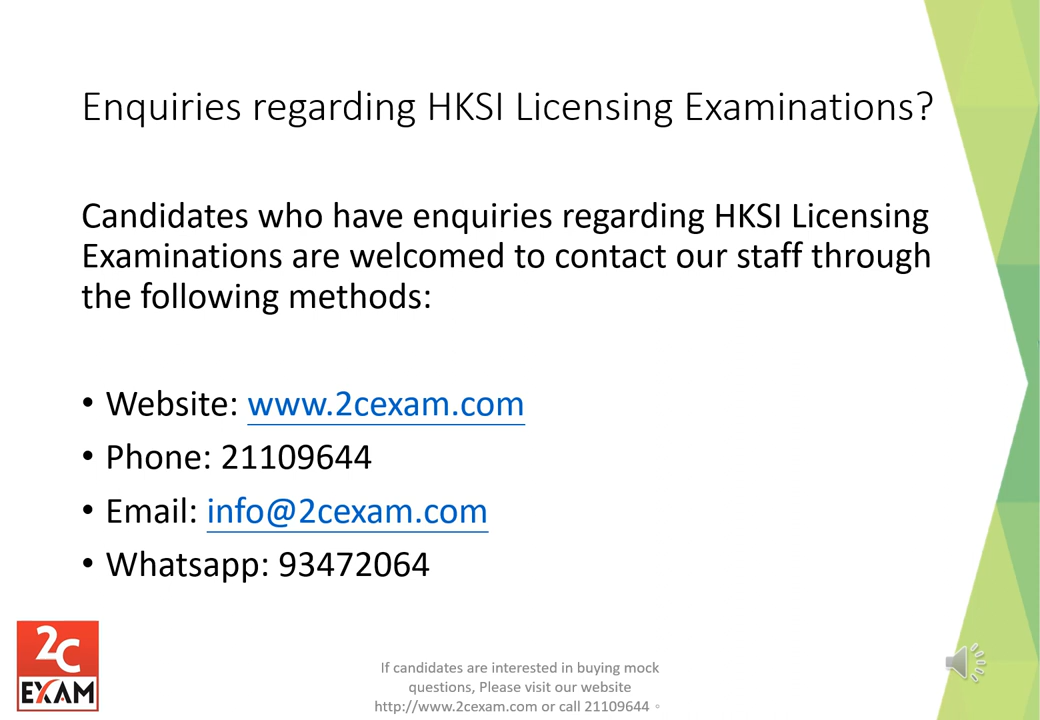 Enquiries regarding HKSI Licensing Examinations?
Candidates who have enquiries regarding HKSI Licensing
Examinations are welcomed to contact our staff through
the following methods:
• Website: www.2cexam.com
• Phone: 21109644
• Email: info@2cexam.com
• Whatsapp: 93472064
2C
EXAM
If candidates are interested in buying mock
questions, Please visit our website
http://www.2cexam.com or call 21109644。